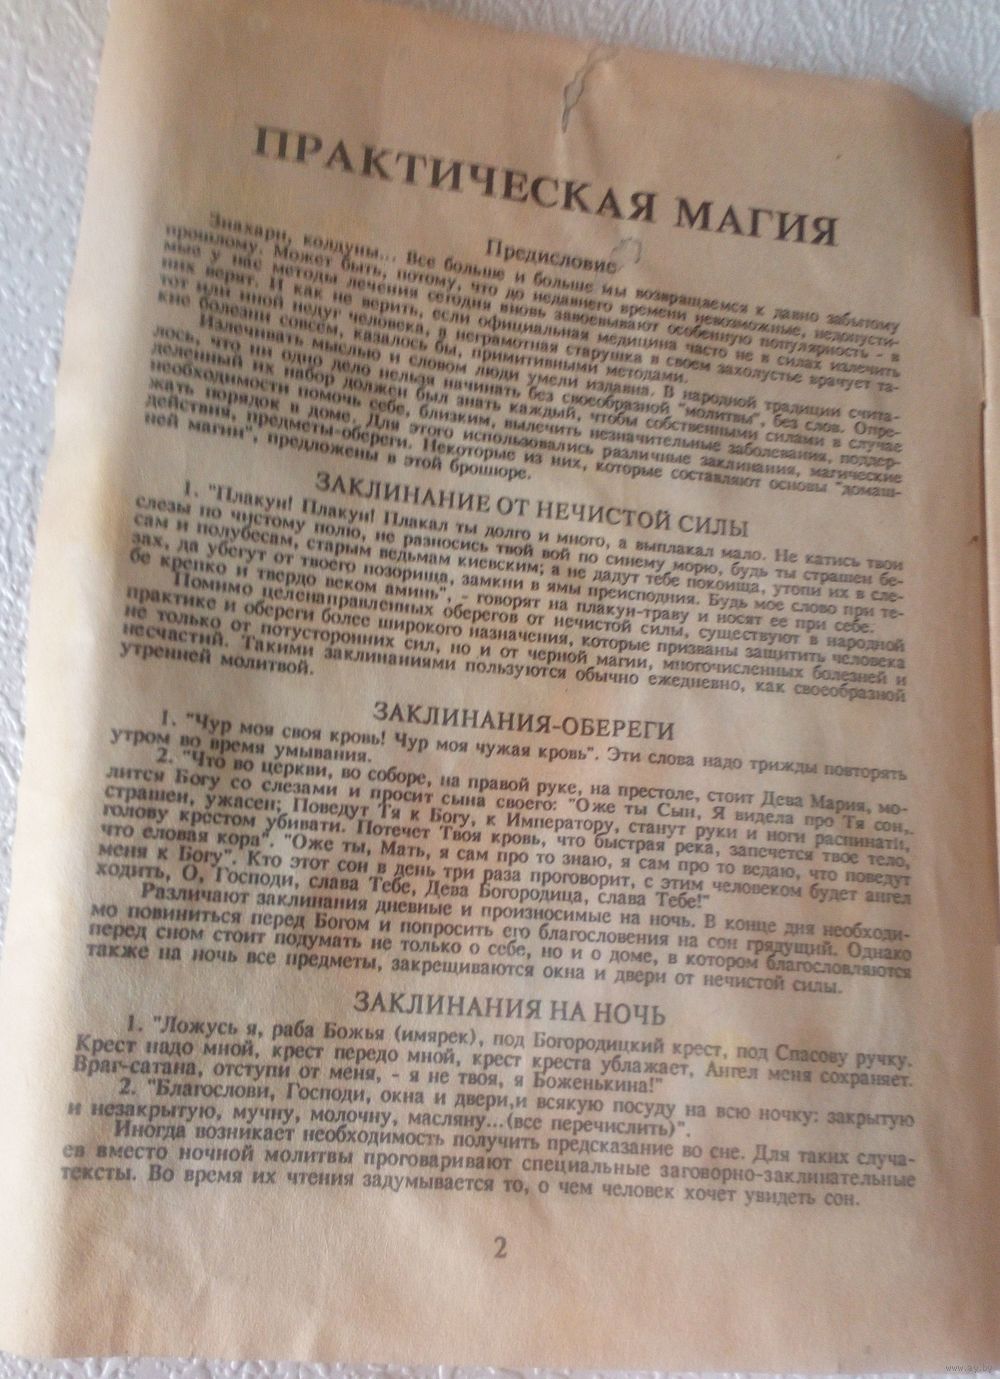 ПРАКТИЧЕСКАЯ МАГИЯ
Предисловие
Знахари, колдуны... Все больше и больше мы возвращаемся к давно забытому
прошлому. Может быть, потому, что до недавнего времени невозможные, недопусти-
мые у нас методы лечения сегодня вновь завоевывают особенную популярность - в
них верят. И как не верить, если официальная медицина часто не в силах излечить
тот или иной недуг человека, а неграмотная старушка в своем захолустье врачует та-
кие болезни совсем, казалось бы, примитивными методами.
Излечивать мыслью и словом люди умели издавна. В народной традиции счита-
лось, что ни одно дело нельзя начинать без своеобразной "молитвы", без слов. Опре-
деленный их набор должен был знать каждый, чтобы собственными силами в случае
необходимости помочь себе, близким, вылечить незначительные заболевания, поддер-
жать порядок в доме. Для этого использовались различные заклинания, магические
действия, предметы-обереги. Некоторые из них, которые составляют основы "домаш-
ней магии", предложены в этой брошюре.
ЗАКЛИНАНИЕ ОТ НЕЧИСТОЙ СИЛЫ
1. "Плакун! Плакун! Плакал ты долго и много, а выплакал мало. Не катись твои
слезы по чистому полю, не разносись твой вой по синему морю, будь ты страшен бе-
сам и полубесам, старым ведьмам киевским; а не дадут тебе покоища, утопи их в сле-
зах, да убегут от твоего позорища, замкни в ямы преисподния. Будь мое слово при те-
бе крепко и твердо веком аминь", - говорят на плакун-траву и носят ее при себе.
Помимо целенаправленных оберегов от нечистой силы, существуют в народной
практике и обереги более широкого назначения, которые призваны защитить человека
не только от потусторонних сил, но и от черной магии, многочисленных болезней и
несчастий. Такими заклинаниями пользуются обычно ежедневно, как своеобразной
утренней молитвой.
ЗАКЛИНАНИЯ-ОБЕРЕГИ
1. "Чур моя своя кровь! Чур моя чужая кровь". Эти слова надо трижды повторять
утром во время умывания.
2. "Что во церкви, во соборе, на правой руке, на престоле, стоит Дева Мария, мо-
лится Богу со слезами и просит сына своего: "Оже ты Сын, Я видела про Тя сон,
страшен, ужасен; Поведут Тя к Богу, к Императору, станут руки и ноги распинати,
голову крестом убивати. Потечет Твоя кровь, что быстрая река, запечется твое тело,
что еловая кора". "Оже ты, Мать, я сам про то знаю, я сам про то ведаю, что поведут
меня к Богу". Кто этот сон в день три раза проговорит, с этим человеком будет ангел
ходить, О, Господи, слава Тебе, Дева Богородица, слава Тебе!"
Различают заклинания дневные и произносимые на ночь. В конце дня необходи-
мо повиниться перед Богом и попросить его благословения на сон грядущий. Однако
перед сном стоит подумать не только о себе, но и о доме, в котором благословляются
также на ночь все предметы, закрещиваются окна и двери от нечистой силы.
ЗАКЛИНАНИЯ НА НОЧЬ
1. "Ложусь я, раба Божья (имярек), под Богородицкий крест, под Спасову ручку.
Крест надо мной, крест передо мной, крест креста ублажает, Ангел меня сохраняет.
Враг-сатана, отступи от меня, - я не твоя, я Боженькина!"
2. "Благослови, Господи, окна и двери,и всякую посуду на всю ночку: закрытую
и незакрытую, мучну, молочну, масляну...(все перечислить)".
Иногда возникает необходимость получить предсказание во сне. Для таких случа-
ев вместо ночной молитвы проговаривают специальные заговорно-заклинательные
тексты. Во время их чтения задумывается то, о чем человек хочет увидеть сон.
2
www.ay.by